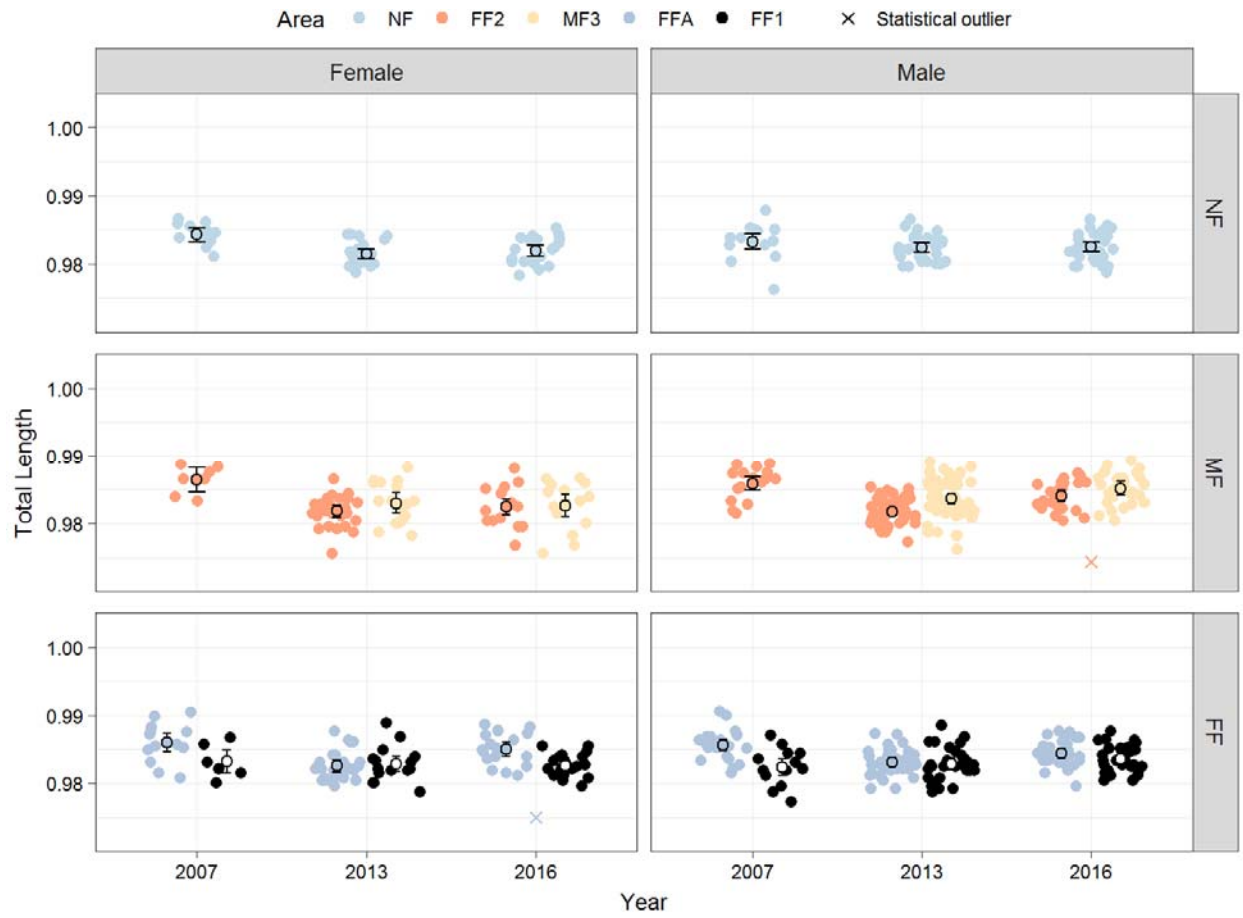 Area NF FF2 MF3 FFA FF1 Statistical outlier
Female Male
1.00
0.99
0.98
NF
1.00
0.99
0.98
MF
Total Length
1.00
0.99
0.98
FF
2007 2013 2016 2007 2013 2016
Year